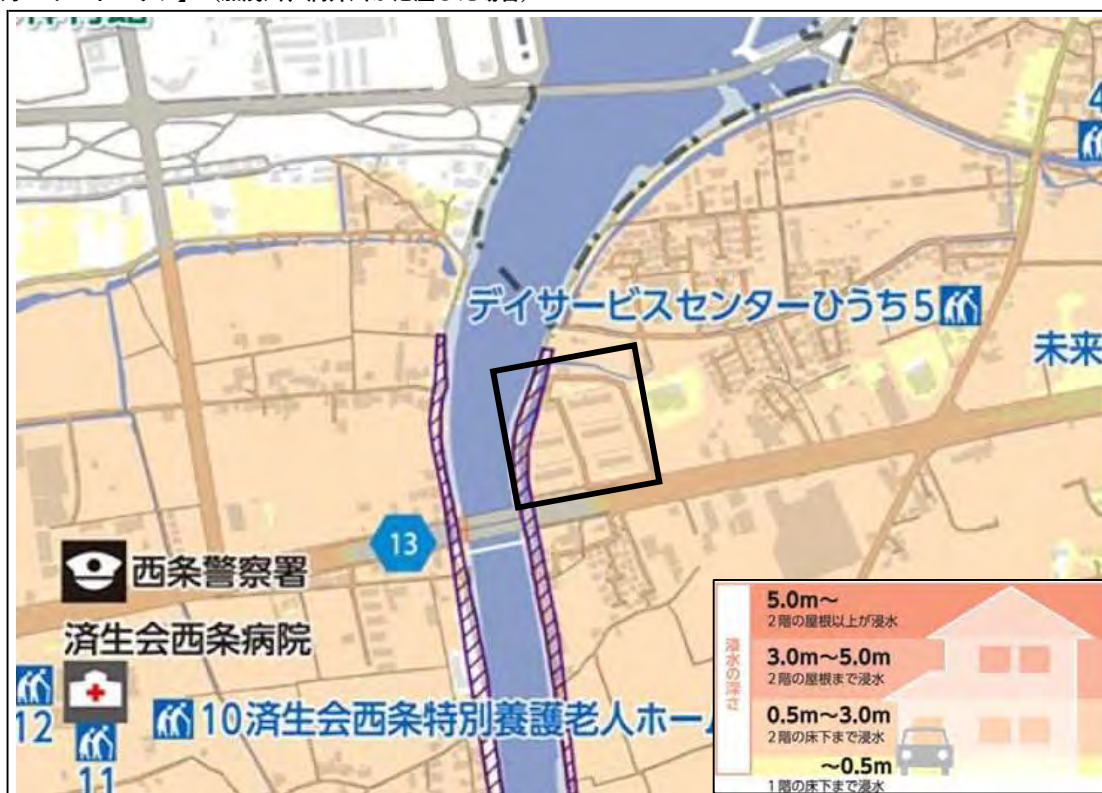 デイサービスセンターひうち5
未来
13
西条警察署
済生会西条病院
12
11
10済生会西条特別養護老人ホー
浸水の深さ
5.0m～
2階の屋根以上が浸水
3.0m～5.0m
2階の屋根まで浸水
0.5m～3.0m
2階の床下まで浸水
～0.5m
1階の床下まで浸水